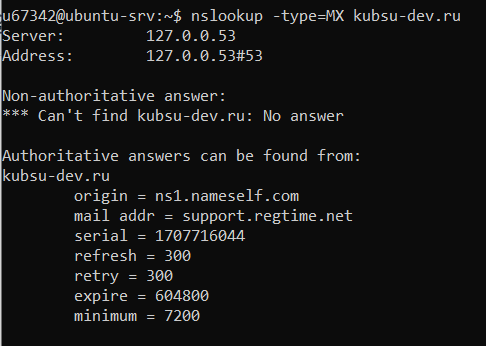 u67342@ubuntu-srv:~$ nslookup -type=MX kubsu-dev.ru
Server:         127.0.0.53
Address:        127.0.0.53#53

Non-authoritative answer:
*** Can't find kubsu-dev.ru: No answer

Authoritative answers can be found from:
kubsu-dev.ru
        origin = ns1.nameself.com
        mail addr = support.regtime.net
        serial = 1707716044
        refresh = 300
        retry = 300
        expire = 604800
        minimum = 7200